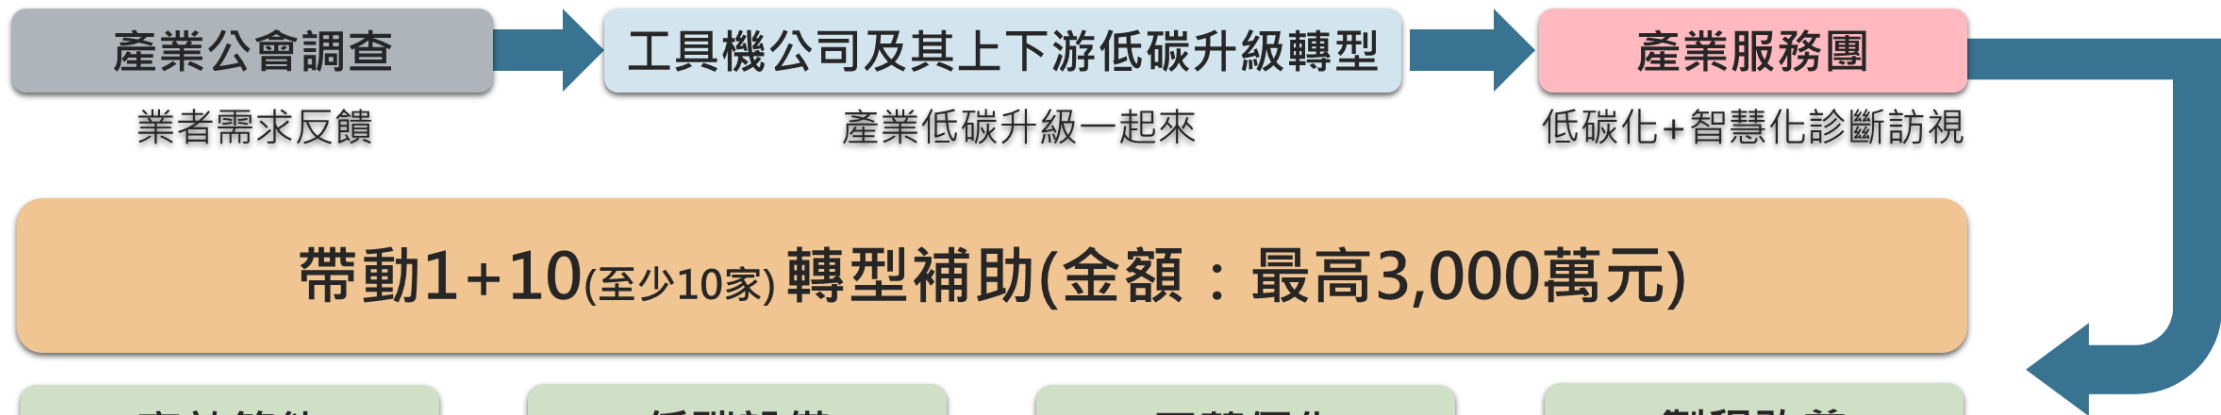 產業公會調查
工具機公司及其上下游低碳升級轉型
產業服務團
業者需求反饋
產業低碳升級一起來
低碳化+智慧化診斷訪視
帶動1+10(至少10家)轉型補助(金額：最高3,000萬元)